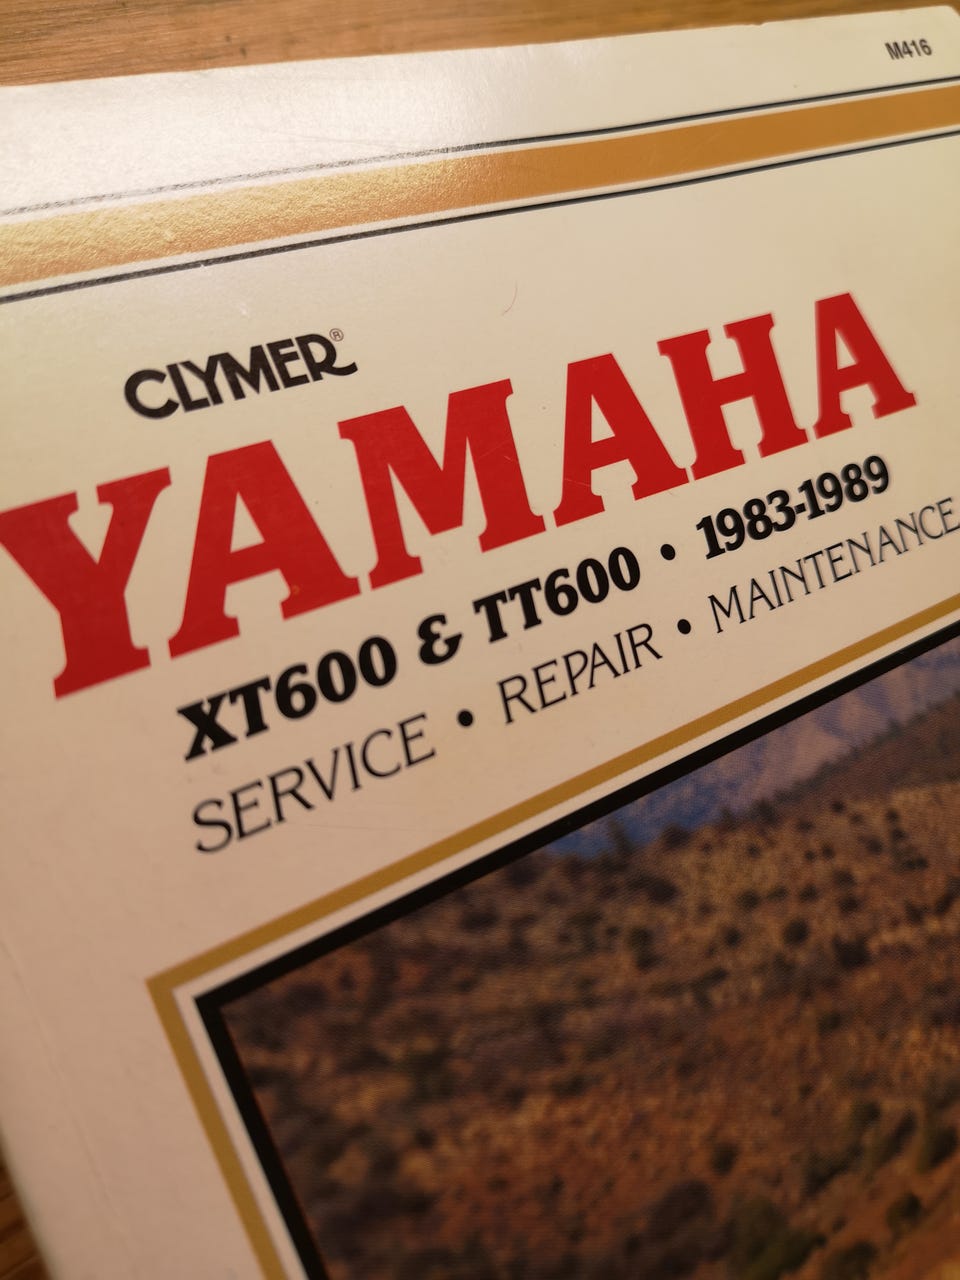 M416
CLYMER®
YAMAHA
XT600 & TT600 • 1983-1989
SERVICE • REPAIR • MAINTENANCE